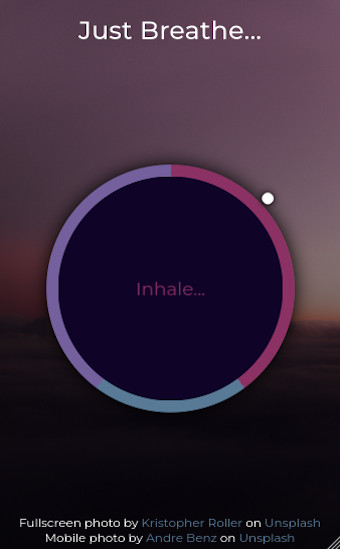 Just Breathe...
Inhale...
Fullscreen photo by Kristopher Roller on Unsplash
Mobile photo by Andre Benz on Unsplash